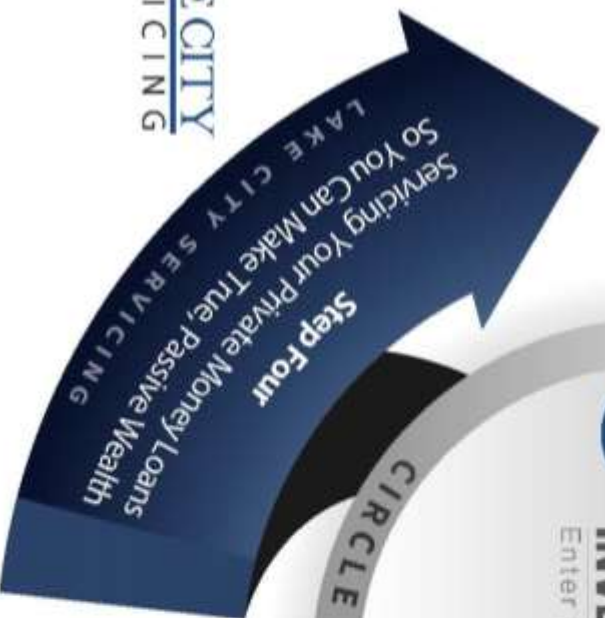 CITY
ICING
Step Four
Servicing Your Private Money Loans
So You Can Make True, Passive Wealth
LAKE CITY SERVICING
CIRCLE
Enter